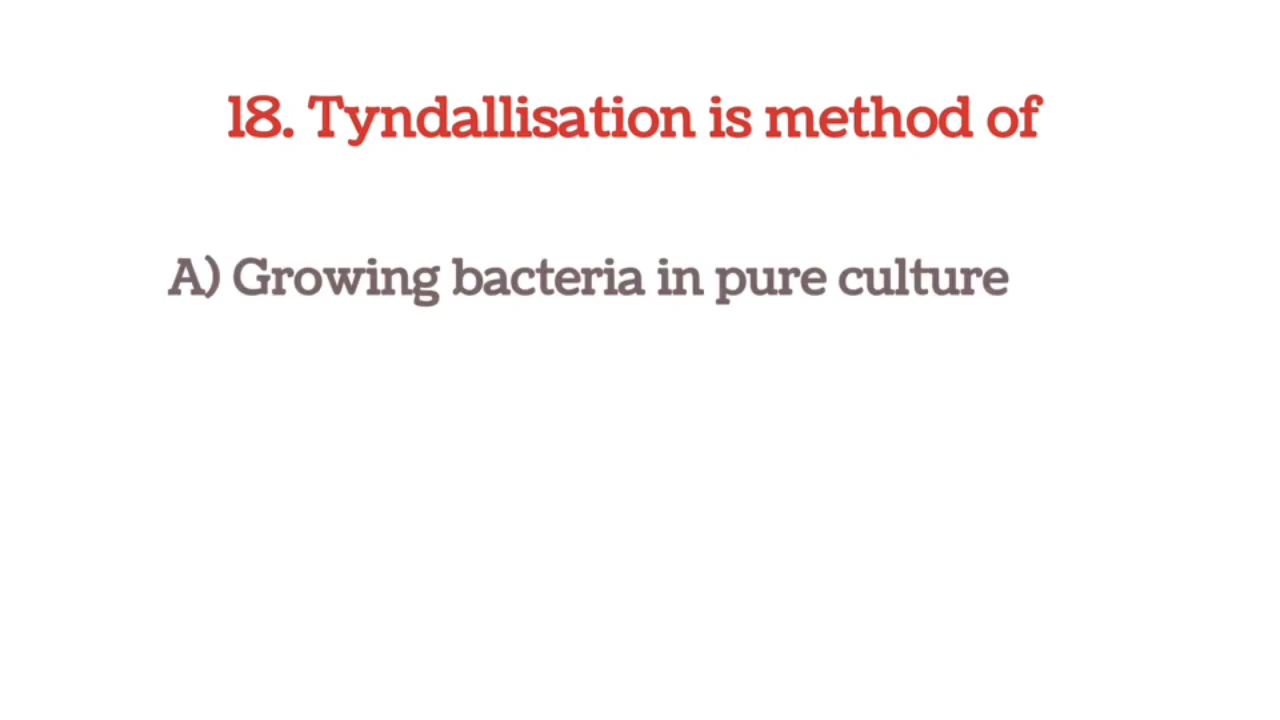 18. Tyndallisation is method of
A) Growing bacteria in pure culture